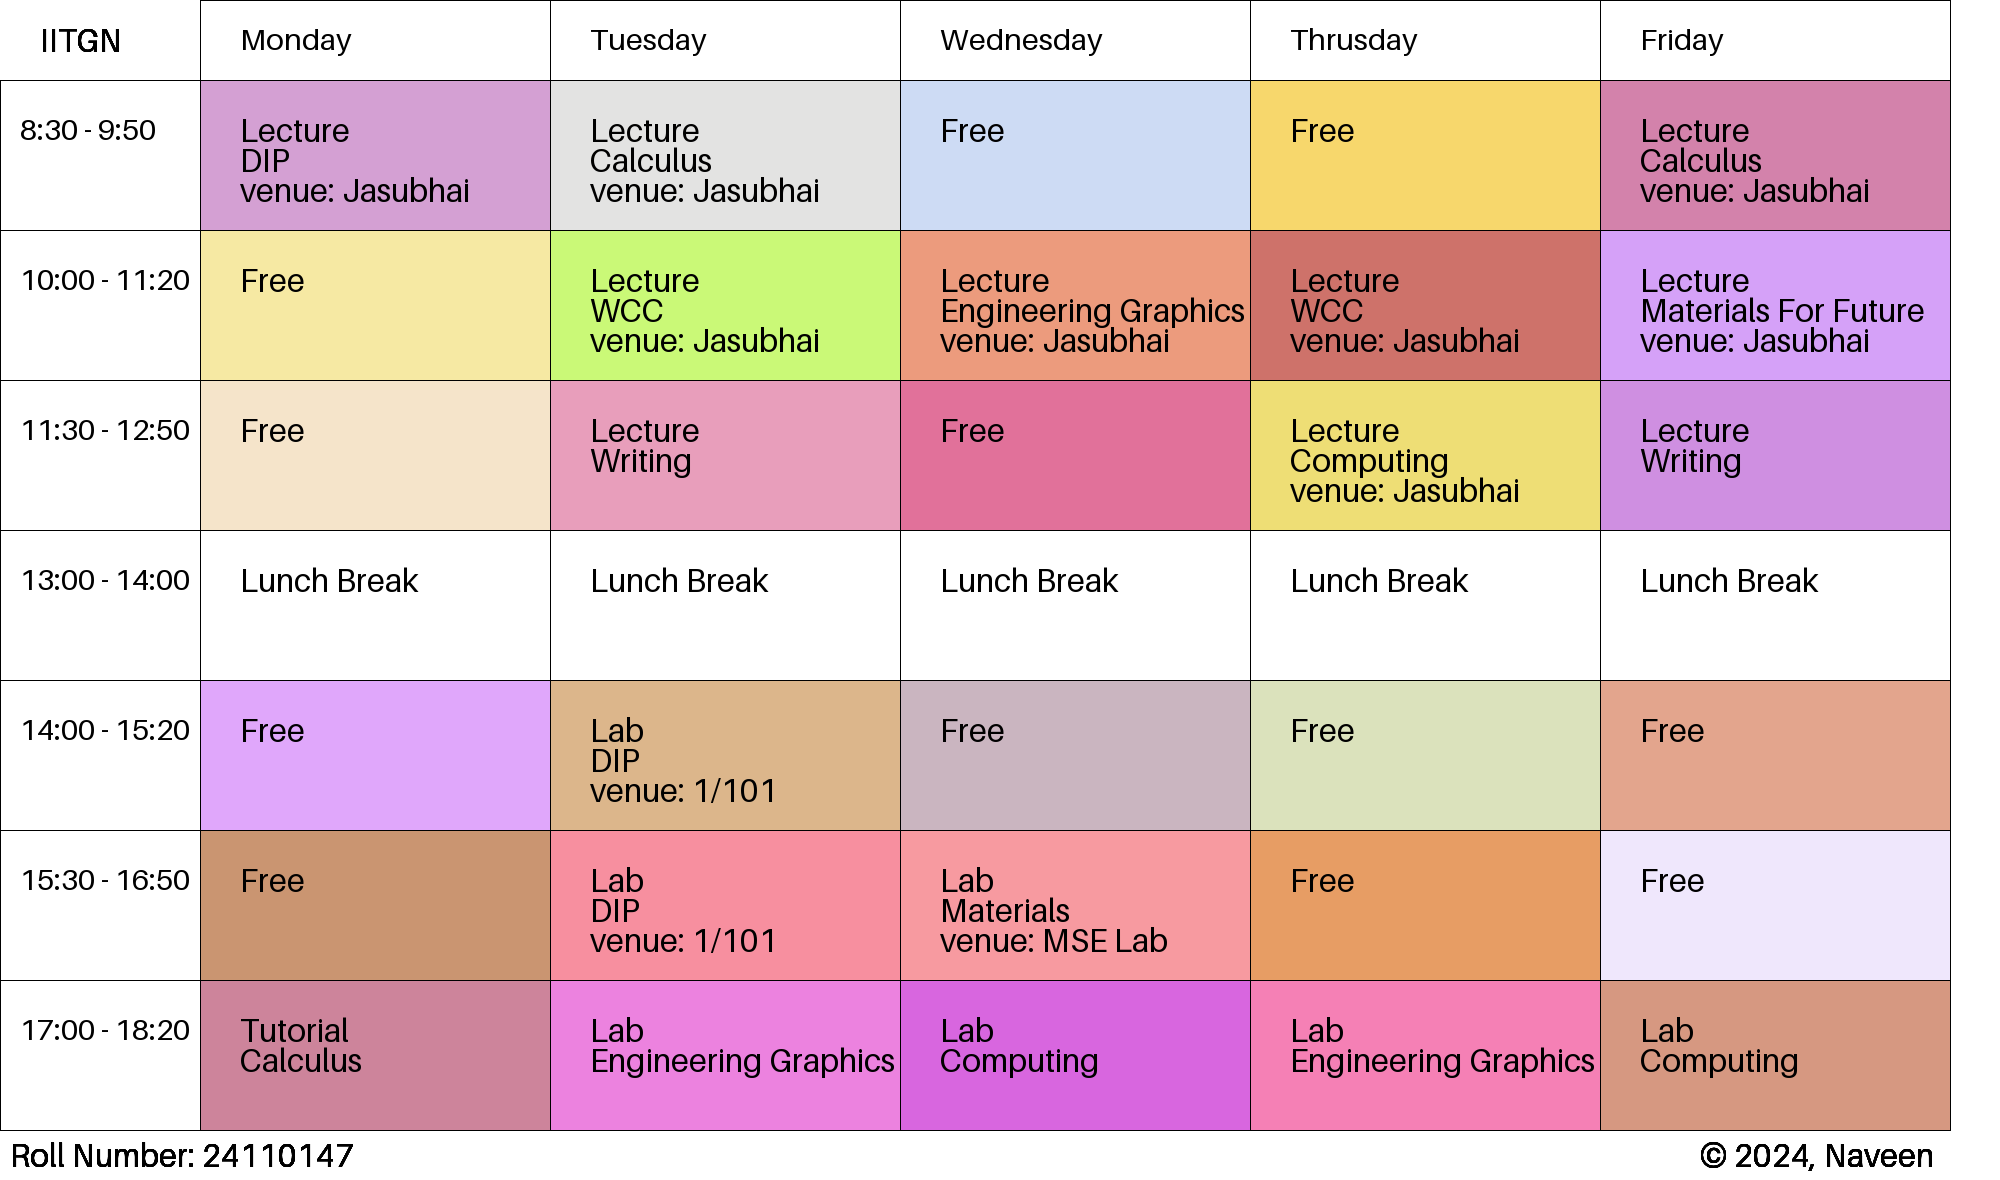 IITGN
Monday
Tuesday
Wednesday
Thrusday
Friday
8:30 - 9:50
Lecture
DIP
venue: Jasubhai
Lecture
Calculus
venue: Jasubhai
Free
Free
Lecture
Calculus
venue: Jasubhai
10:00 - 11:20
Free
Lecture
WCC
venue: Jasubhai
Lecture
Engineering Graphics
venue: Jasubhai
Lecture
WCC
venue: Jasubhai
Lecture
Materials For Future
venue: Jasubhai
11:30 - 12:50
Free
Lecture
Writing
Free
Lecture
Computing
venue: Jasubhai
Lecture
Writing
13:00 - 14:00
Lunch Break
Lunch Break
Lunch Break
Lunch Break
Lunch Break
14:00 - 15:20
Free
Lab
DIP
venue: 1/101
Free
Free
Free
15:30 - 16:50
Free
Lab
DIP
venue: 1/101
Lab
Materials
venue: MSE Lab
Free
Free
17:00 - 18:20
Tutorial
Calculus
Lab
Engineering Graphics
Lab
Computing
Lab
Engineering Graphics
Lab
Computing
Roll Number: 24110147
© 2024, Naveen